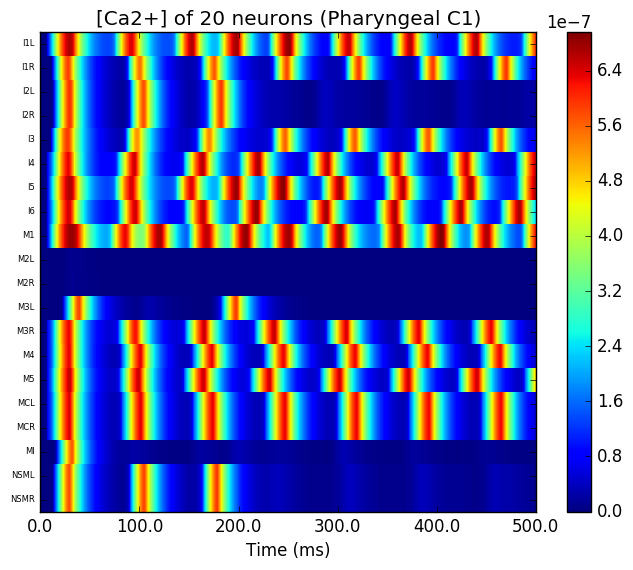 [Ca2+] of 20 neurons (Pharyngeal C1)
1e−7
I1L
I1R
I2L
I2R
I3
I4
I5
I6
M1
M2L
M2R
M3L
M3R
M4
M5
MCL
MCR
MI
NSML
NSMR
0.0 100.0 200.0 300.0 400.0 500.0
Time (ms)
6.4
5.6
4.8
4.0
3.2
2.4
1.6
0.8
0.0